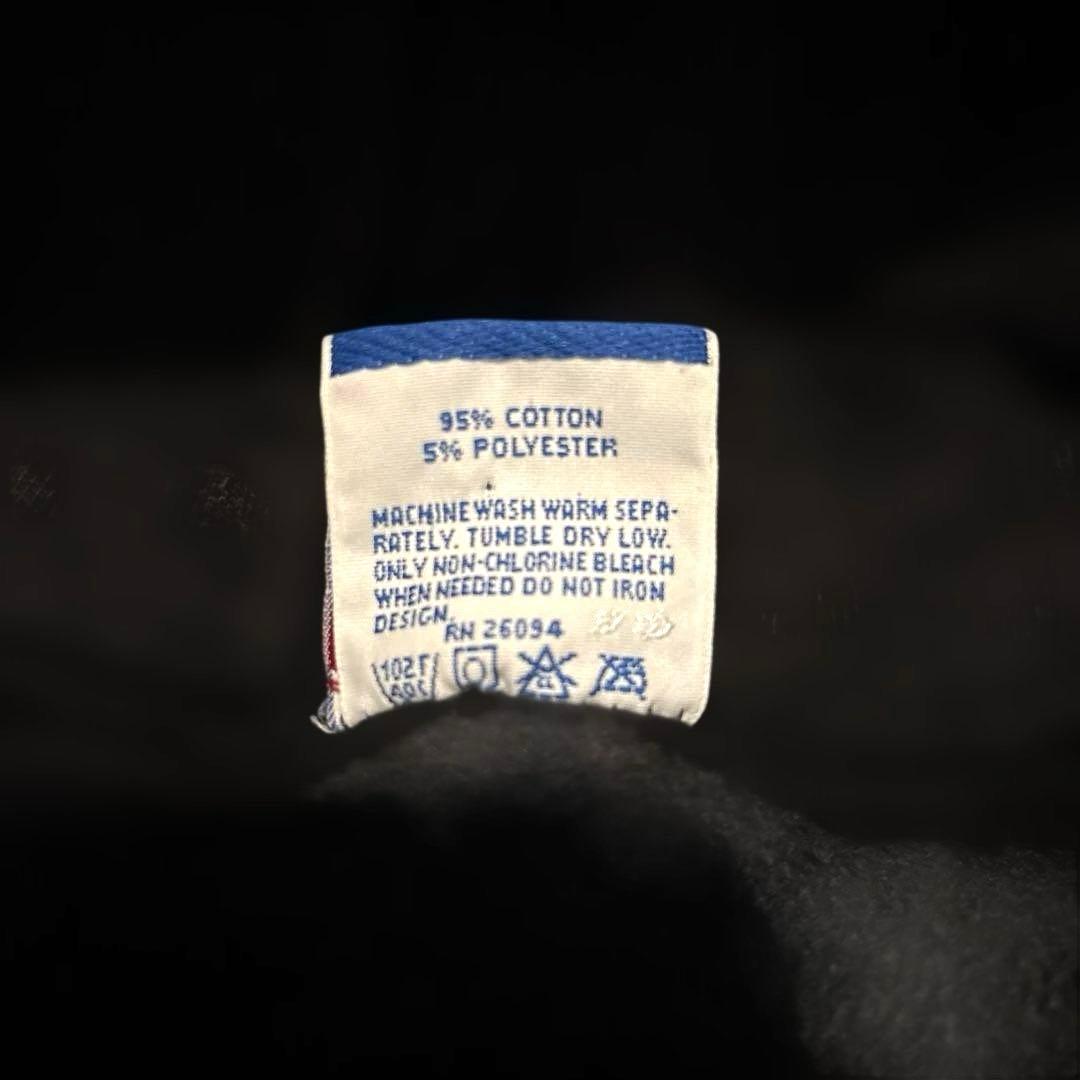 95% COTTON
5% POLYESTER
MACHINE WASH WARM SEPA-
RATELY. TUMBLE DRY LOW.
ONLY NON-CHLORINE BLEACH
WHEN NEEDED DO NOT IRON
DESIGN.
RN 26094